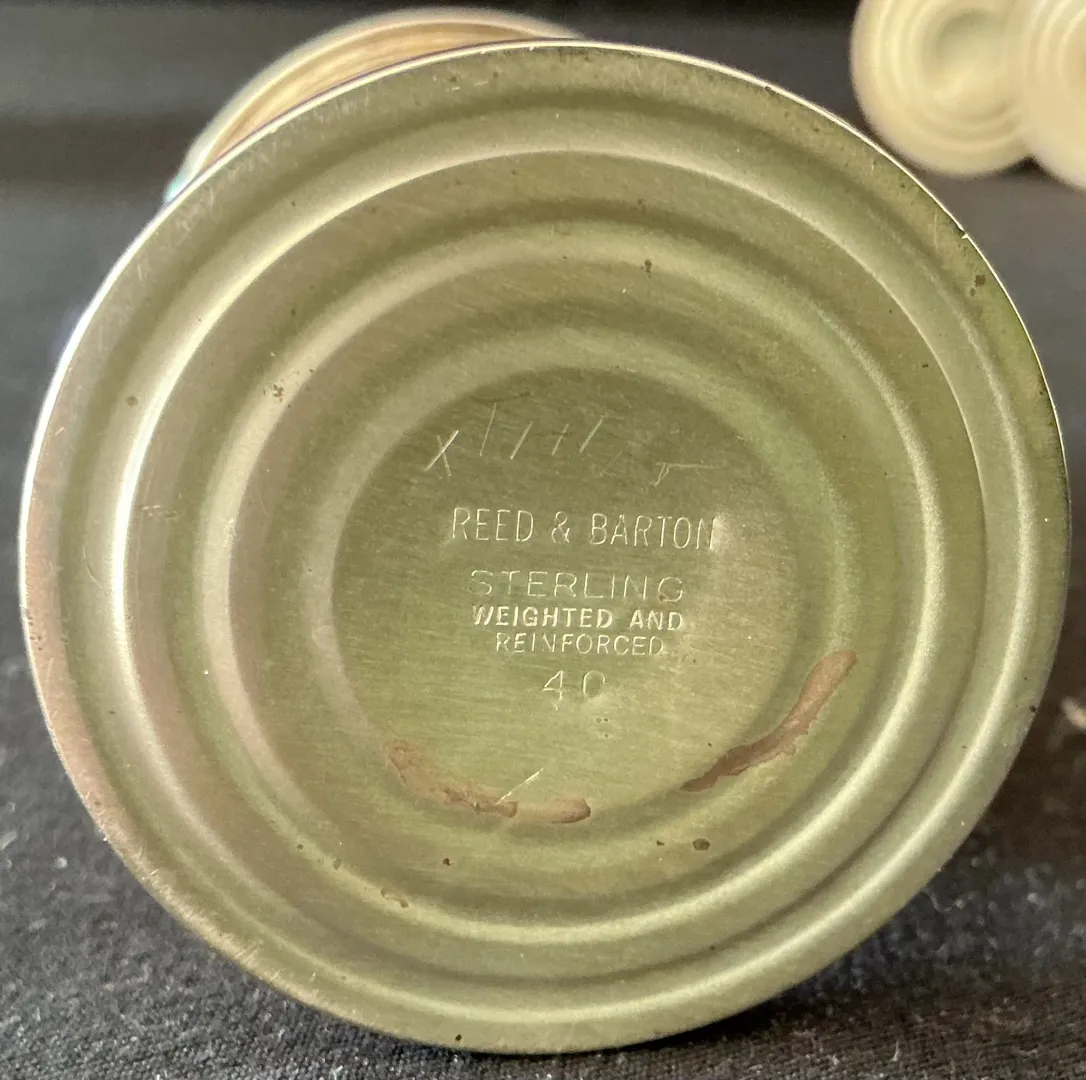 REED & BARTON
STERLING
WEIGHTED AND
REINFORCED
40